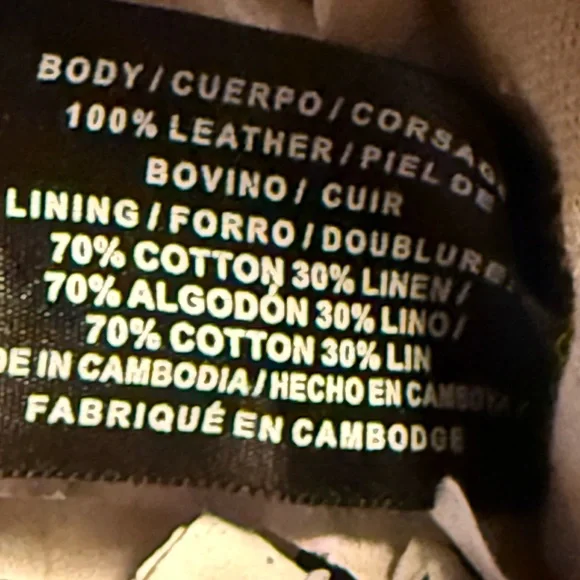 BODY / CUERPO / CORSAG
100% LEATHER / PIEL DE
BOVINO / CUIR
LINING / FORRO / DOUBLURE
70% COTTON 30% LINEN /
70% ALGODÓN 30% LINO /
70% COTTON 30% LIN
DE IN CAMBODIA / HECHO EN CAMBOYA /
FABRIQUÉ EN CAMBODGE